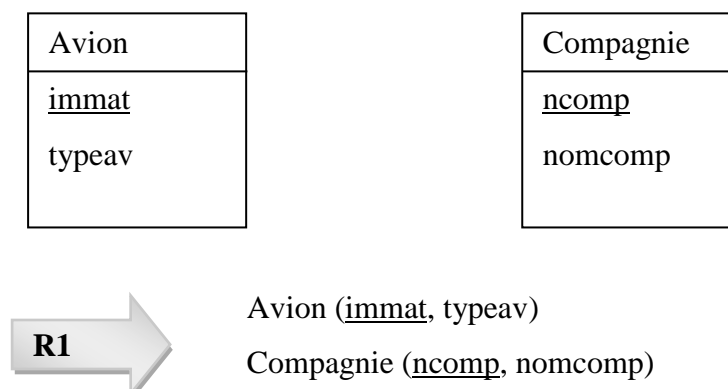 Avion
immat
typeav
Compagnie
ncomp
nomcomp
R1
Avion (immat, typeav)
Compagnie (ncomp, nomcomp)